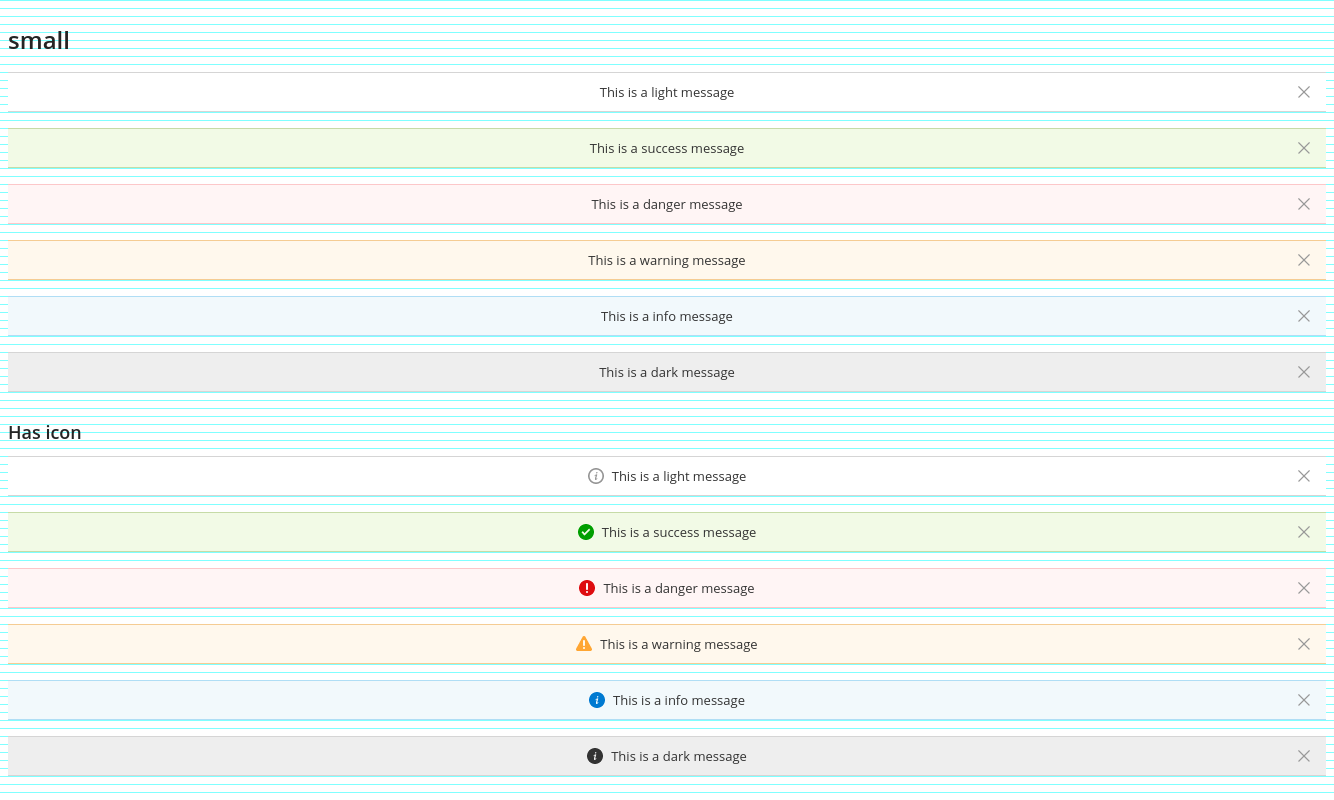 small
This is a light message
This is a success message
This is a danger message
This is a warning message
This is a info message
This is a dark message
Has icon
This is a light message
This is a success message
This is a danger message
This is a warning message
This is a info message
This is a dark message